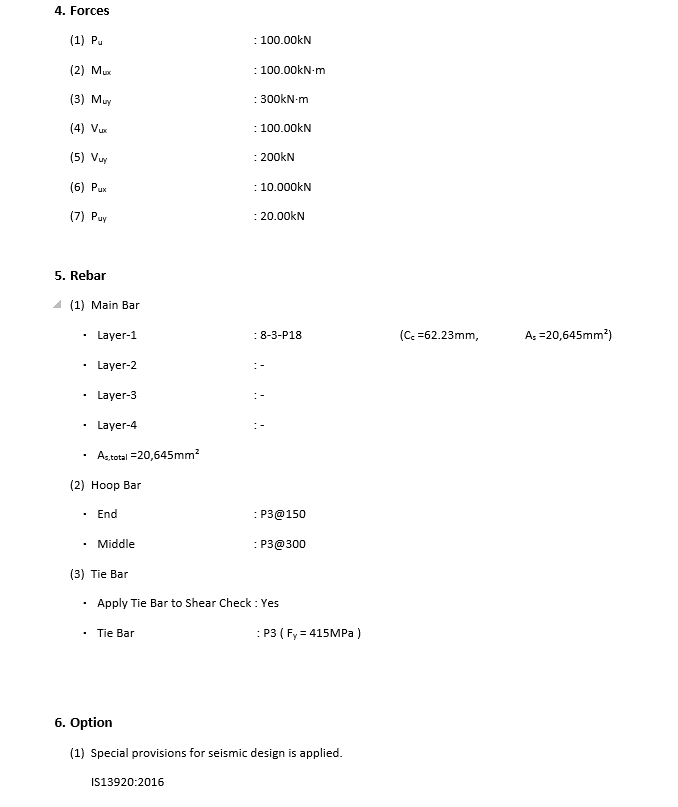 4. Forces
(1) Pu : 100.00kN
(2) Mux : 100.00kN·m
(3) Muy : 300kN·m
(4) Vux : 100.00kN
(5) Vuy : 200kN
(6) Pux : 10.000kN
(7) Puy : 20.00kN
5. Rebar
(1) Main Bar
· Layer-1 : 8-3-P18 (Cc =62.23mm, As =20,645mm²)
· Layer-2 : -
· Layer-3 : -
· Layer-4 : -
· As,total =20,645mm²
(2) Hoop Bar
· End : P3@150
· Middle : P3@300
(3) Tie Bar
· Apply Tie Bar to Shear Check : Yes
· Tie Bar : P3 ( Fy = 415MPa )
6. Option
(1) Special provisions for seismic design is applied.
IS13920:2016